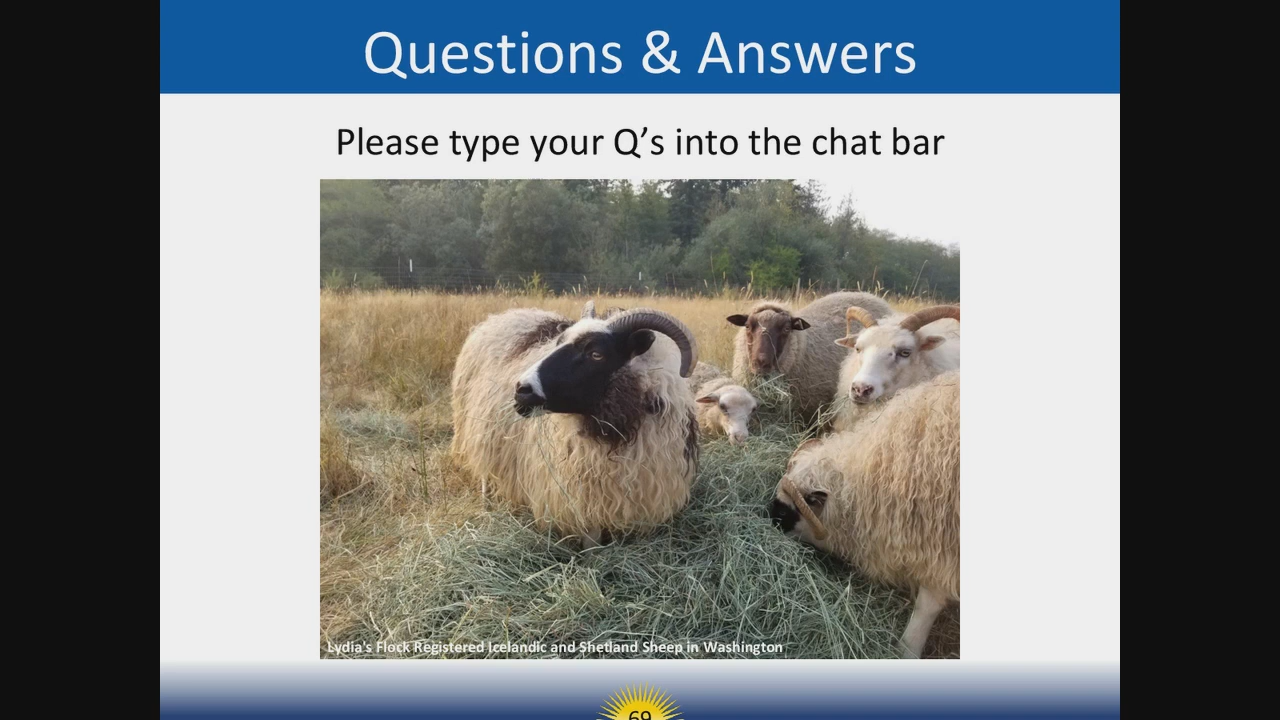 Questions & Answers
Please type your Q’s into the chat bar
Lydia's Flock Registered Icelandic and Shetland Sheep in Washington
69